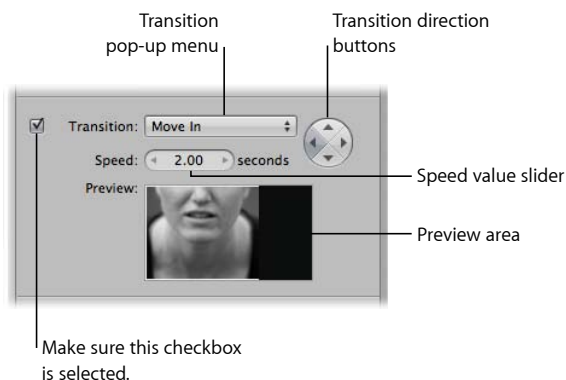 Transition
pop-up menu
Transition direction
buttons
Transition: Move In
Speed: 2.00 seconds
Speed value slider
Preview:
Preview area
Make sure this checkbox
is selected.